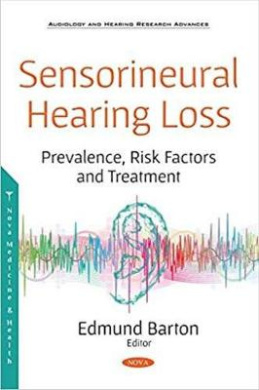 AUDIOLOGY AND HEARING RESEARCH ADVANCES
Sensorineural
Hearing Loss
Prevalence, Risk Factors
and Treatment
Nova Medicine & Health
Edmund Barton
Editor
NOVA